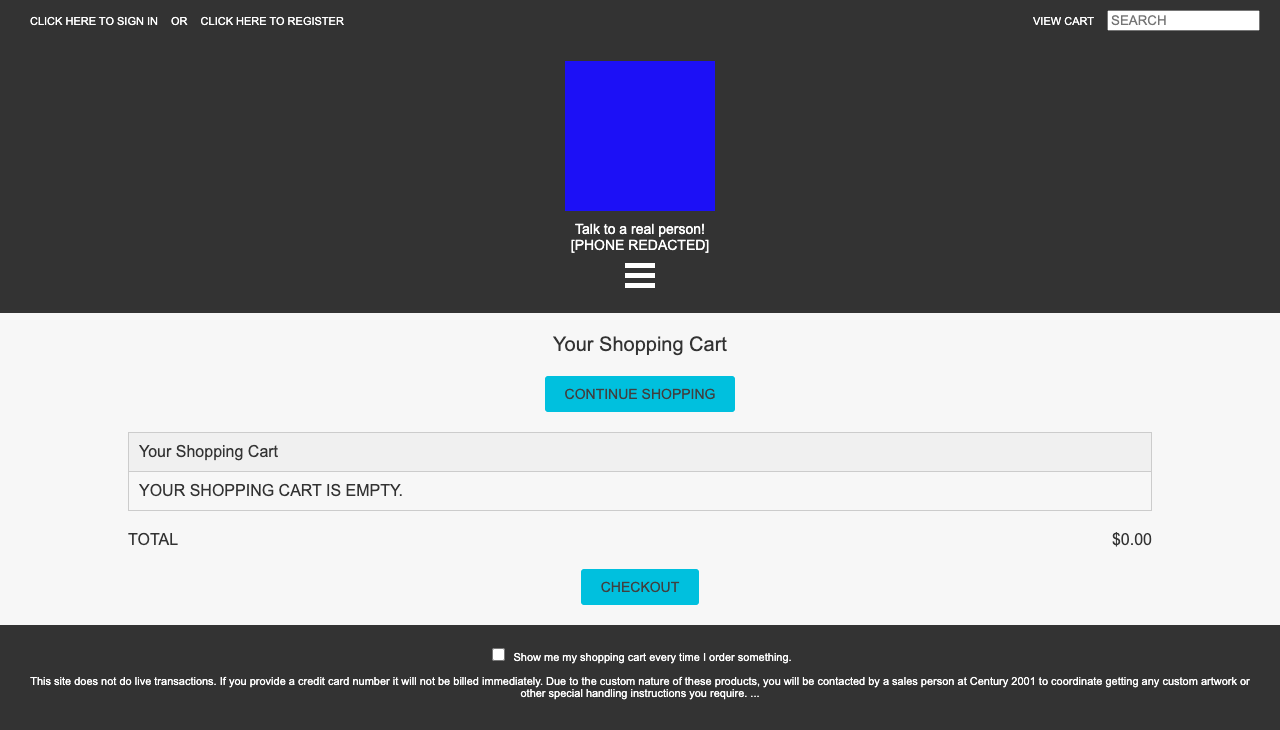 CLICK HERE TO SIGN IN OR CLICK HERE TO REGISTER
VIEW CART SEARCH
Talk to a real person!
[PHONE REDACTED]
Your Shopping Cart
CONTINUE SHOPPING
Your Shopping Cart
YOUR SHOPPING CART IS EMPTY.
TOTAL $0.00
CHECKOUT
Show me my shopping cart every time I order something.
This site does not do live transactions. If you provide a credit card number it will not be billed immediately. Due to the custom nature of these products, you will be contacted by a sales person at Century 2001 to coordinate getting any custom artwork or
other special handling instructions you require. ...